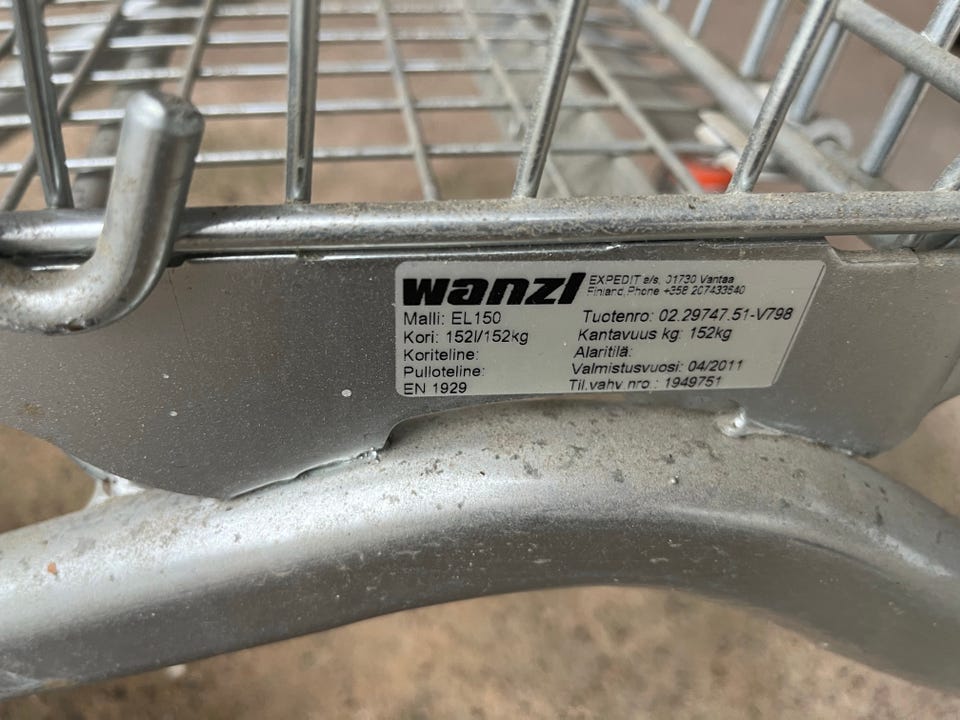 wanzl
EXPEDIT a/s, 01730 Vantaa
Finland,Phone +358 207433640
Malli: EL150
Tuotenro: 02.29747.51-V798
Kori: 152l/152kg
Kantavuus kg: 152kg
Koriteline:
Alaritilä:
Pulloteline:
Valmistusvuosi: 04/2011
EN 1929
Til.vahv.nro.: 1949751